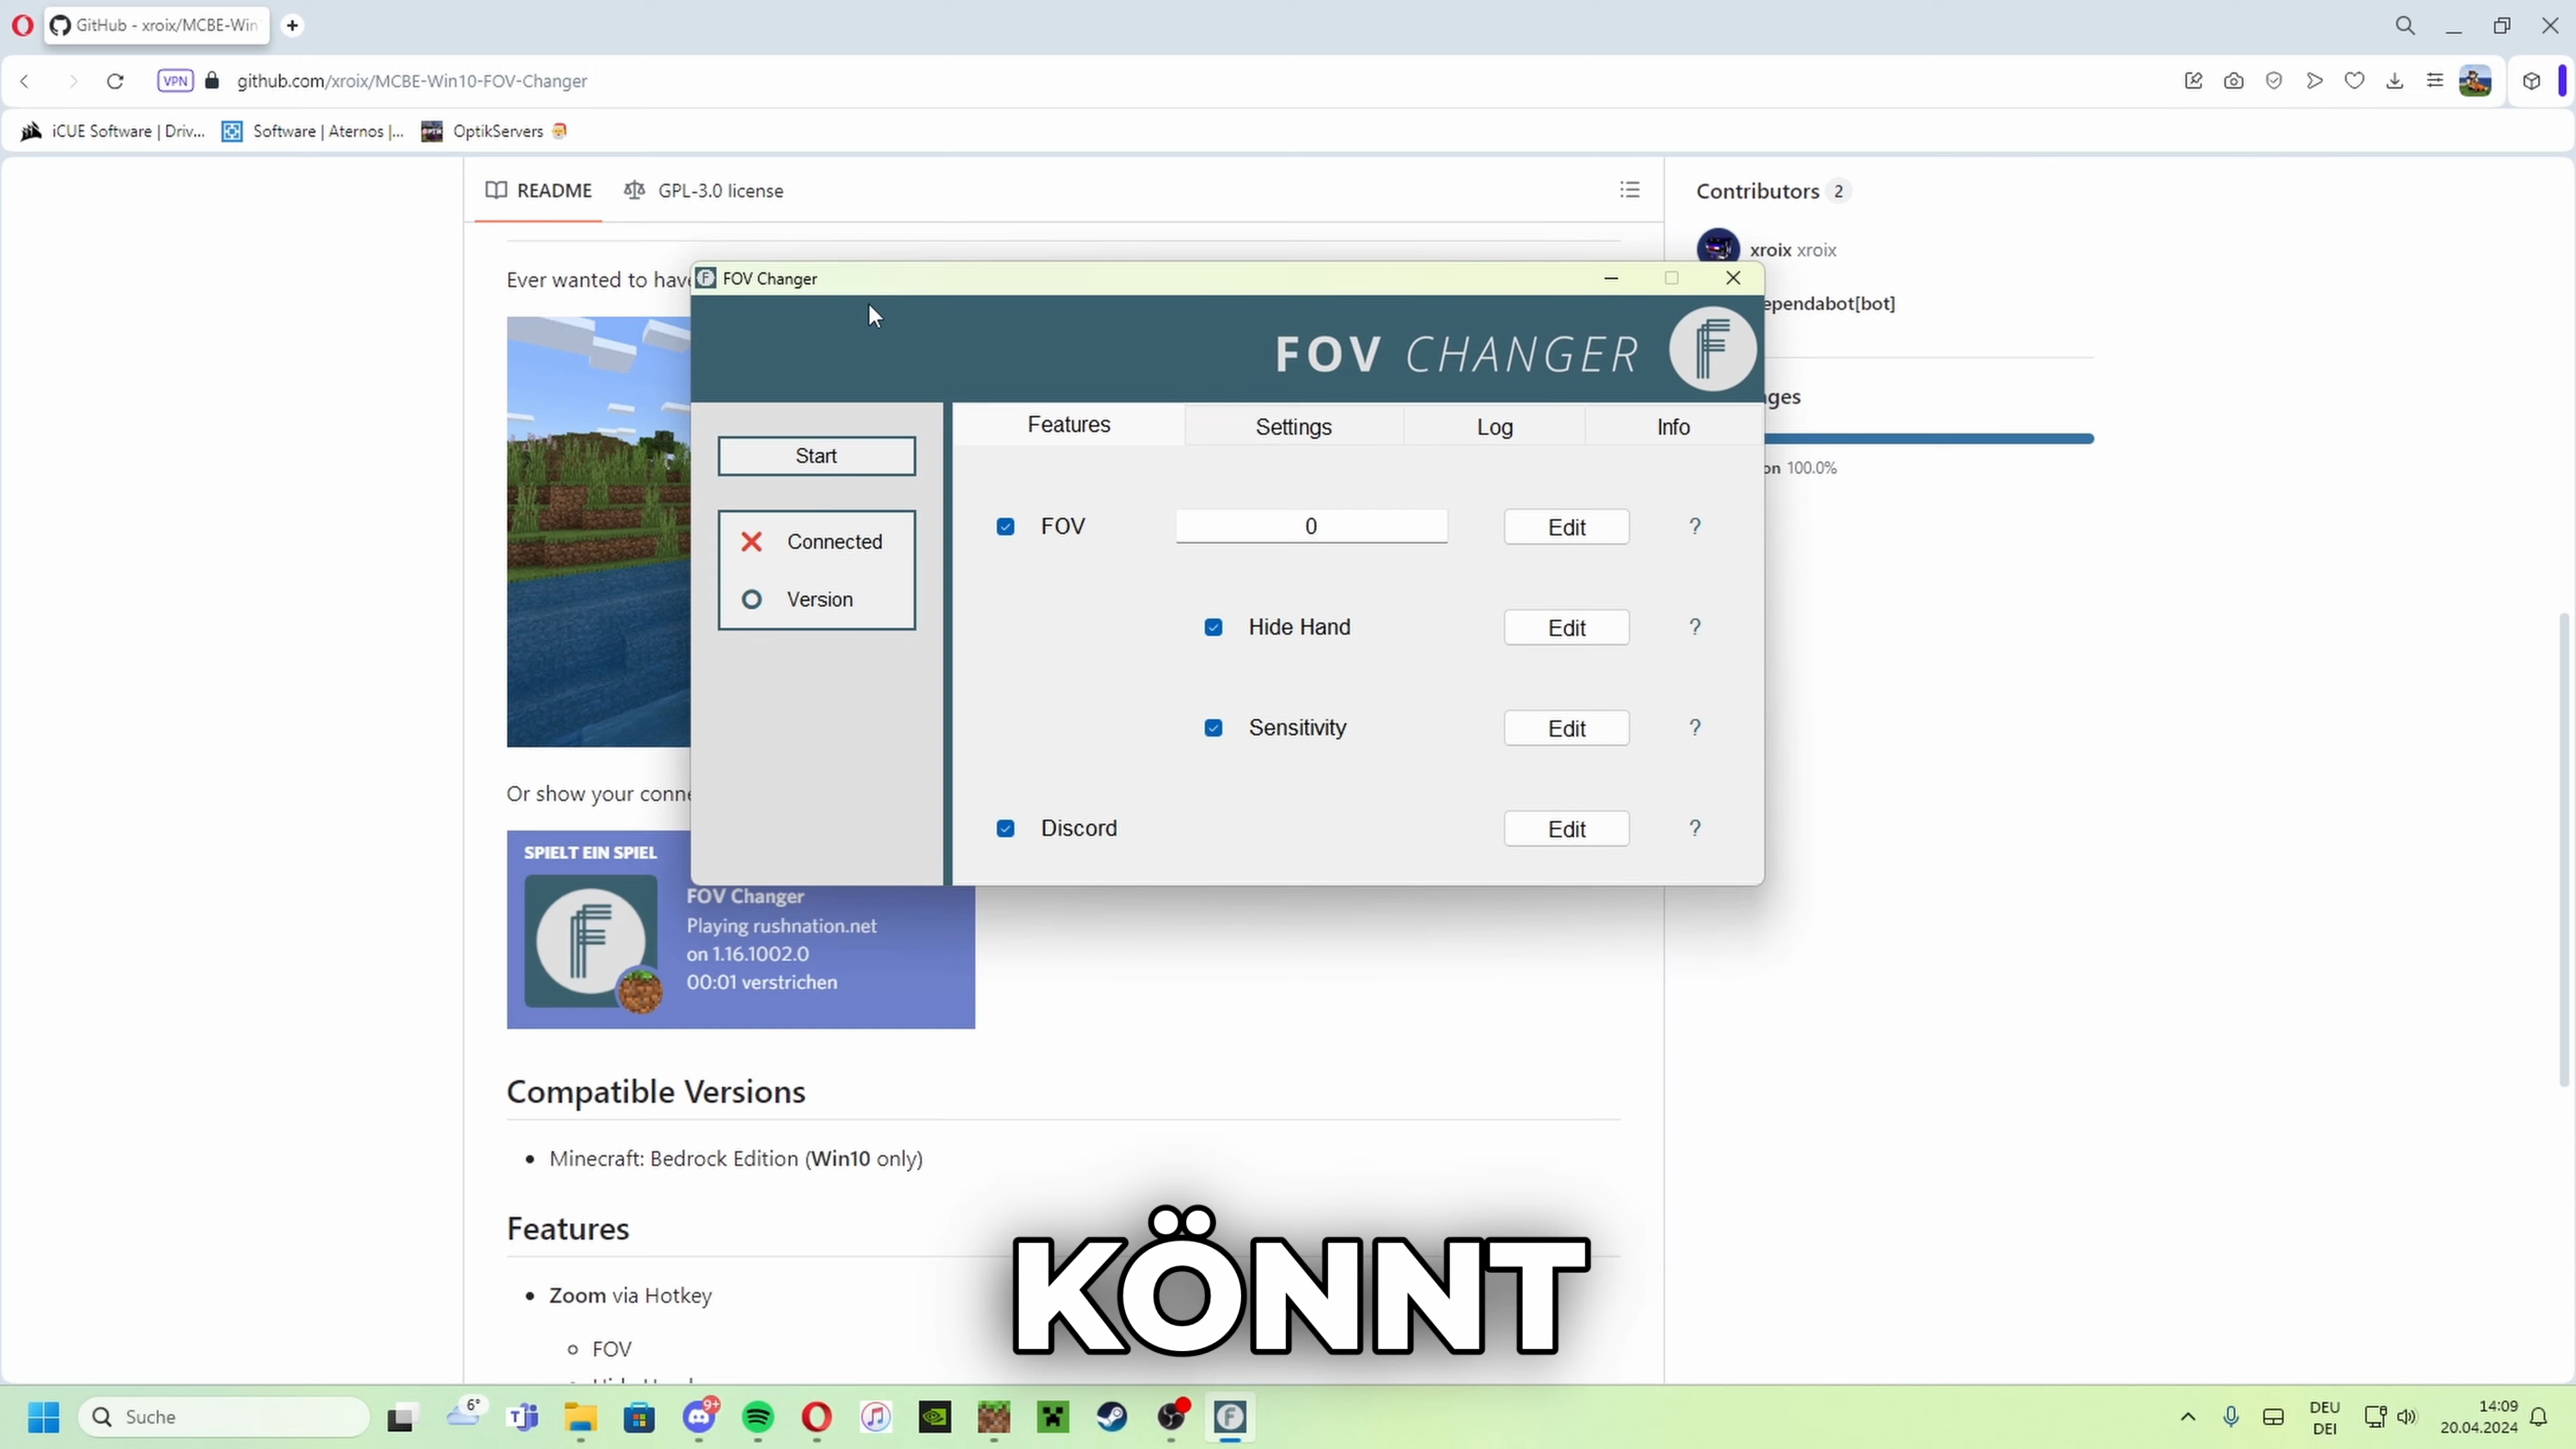 GitHub - xroix/MCBE-Win
VPN
github.com/xroix/MCBE-Win10-FOV-Changer
iCUE Software | Driv...
Software | Aternos |...
OptikServers
README
GPL-3.0 license
Contributors 2
xroix xroix
ependabot[bot]
ges
on 100.0%
Ever wanted to have
FOV Changer
FOV CHANGER
Start
Connected
Version
Features
Settings
Log
Info
FOV
0
Edit
?
Hide Hand
Edit
?
Sensitivity
Edit
?
Discord
Edit
?
Or show your conne
SPIELT EIN SPIEL
FOV Changer
Playing rushnation.net
on 1.16.1002.0
00:01 verstrichen
Compatible Versions
Minecraft: Bedrock Edition (Win10 only)
Features
Zoom via Hotkey
FOV
KÖNNT
Suche
6°
9+
DEU
DEI
14:09
20.04.2024